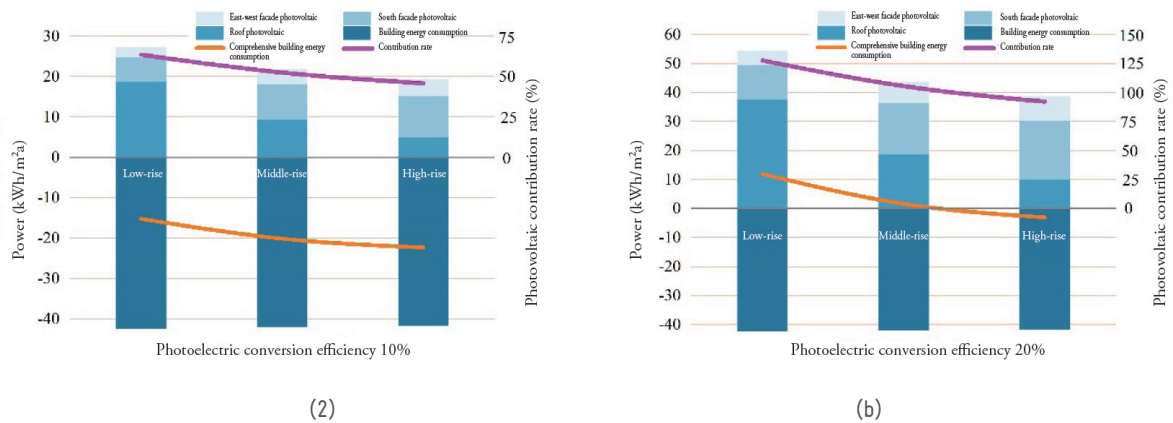 East-west facade photovoltaic
South facade photovoltaic
Roof photovoltaic
Building energy consumption
Comprehensive building energy
consumption
Contribution rate
30
20
10
0
-10
-20
-30
-40
Power (kWh/m²a)
75
50
25
0
Photovoltaic contribution rate (%)
Low-rise
Middle-rise
High-rise
Photoelectric conversion efficiency 10%
(2)
East-west facade photovoltaic
South facade photovoltaic
Roof photovoltaic
Building energy consumption
Comprehensive building energy
consumption
Contribution rate
60
50
40
30
20
10
0
-10
-20
-30
-40
Power (kWh/m²a)
150
125
100
75
50
25
0
Photovoltaic contribution rate (%)
Low-rise
Middle-rise
High-rise
Photoelectric conversion efficiency 20%
(b)